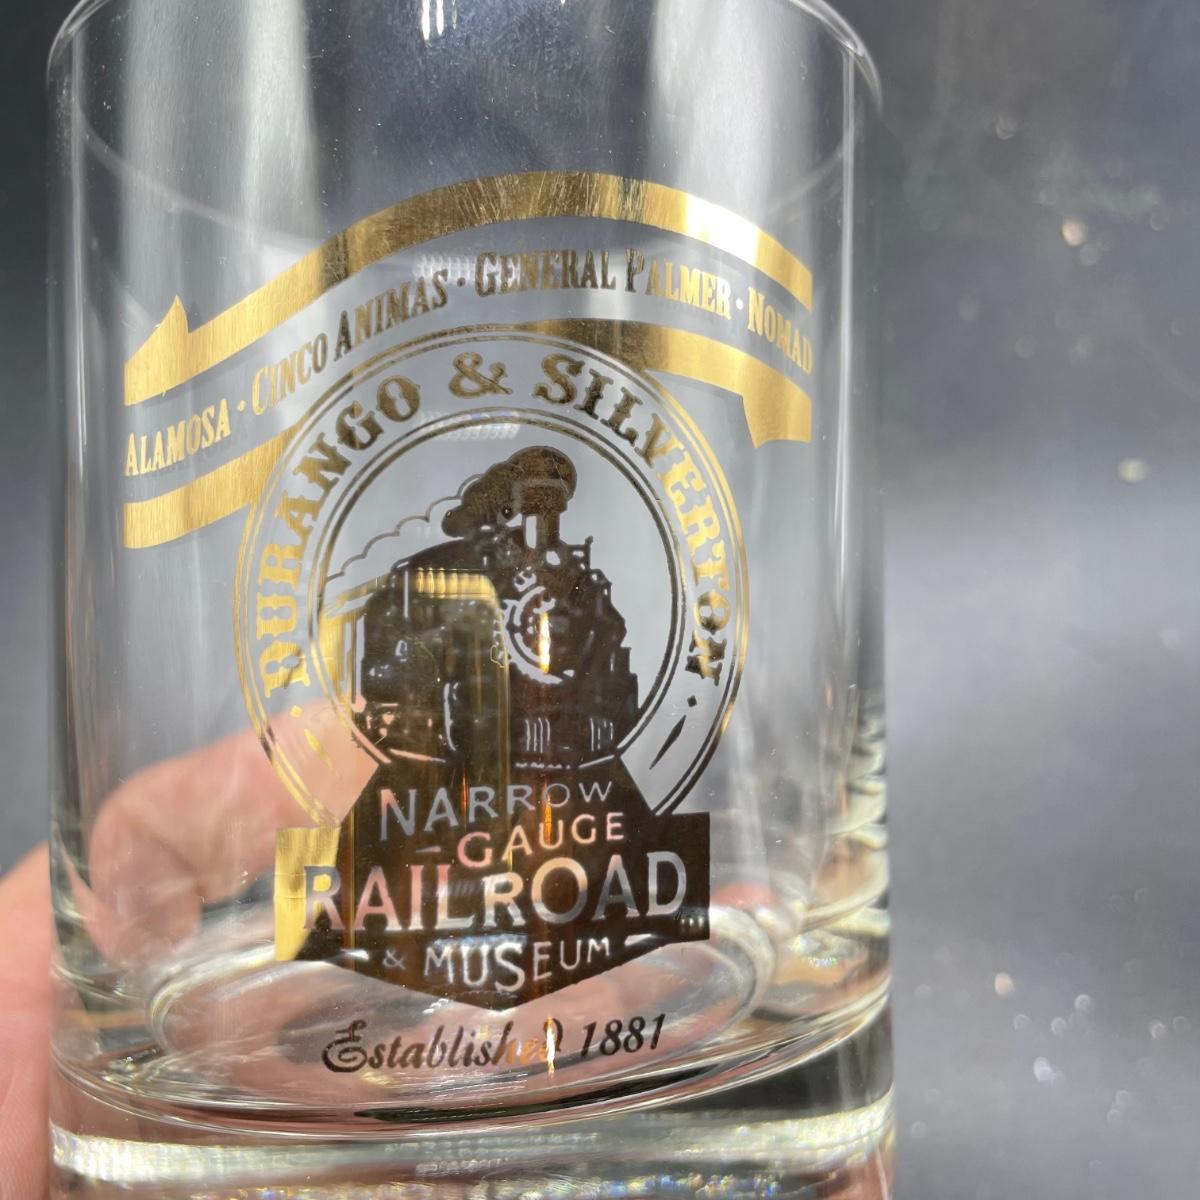 ALAMOSA · CINCO ANIMAS · GENERAL PALMER · NOMAD
· DURANGO & SILVERTON ·
NARROW
GAUGE
RAILROAD
& MUSEUM
Established 1881